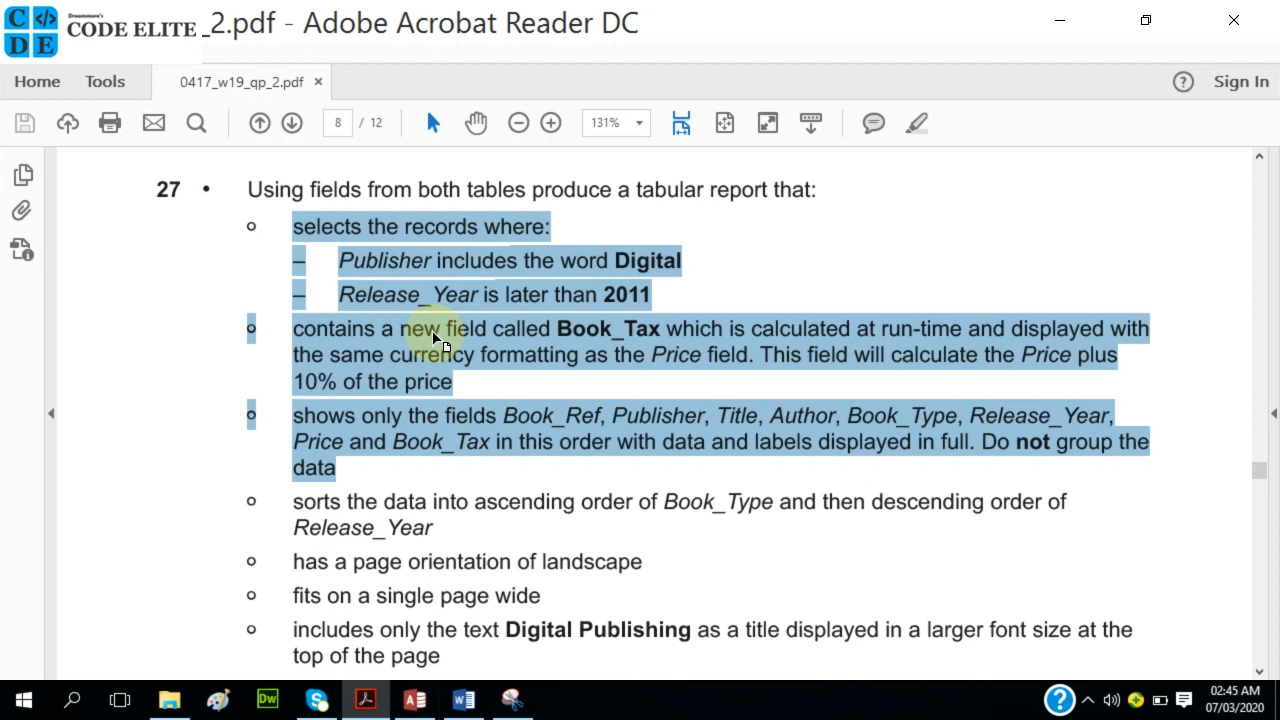 Dreammore's
CODE ELITE _2.pdf - Adobe Acrobat Reader DC
C </>
D E
Home Tools 0417_w19_qp_2.pdf × ? Sign In
8 / 12 131%
27 • Using fields from both tables produce a tabular report that:
o selects the records where:
– Publisher includes the word Digital
– Release_Year is later than 2011
o contains a new field called Book_Tax which is calculated at run-time and displayed with
the same currency formatting as the Price field. This field will calculate the Price plus
10% of the price
o shows only the fields Book_Ref, Publisher, Title, Author, Book_Type, Release_Year,
Price and Book_Tax in this order with data and labels displayed in full. Do not group the
data
o sorts the data into ascending order of Book_Type and then descending order of
Release_Year
o has a page orientation of landscape
o fits on a single page wide
o includes only the text Digital Publishing as a title displayed in a larger font size at the
top of the page
Dw
02:45 AM
07/03/2020